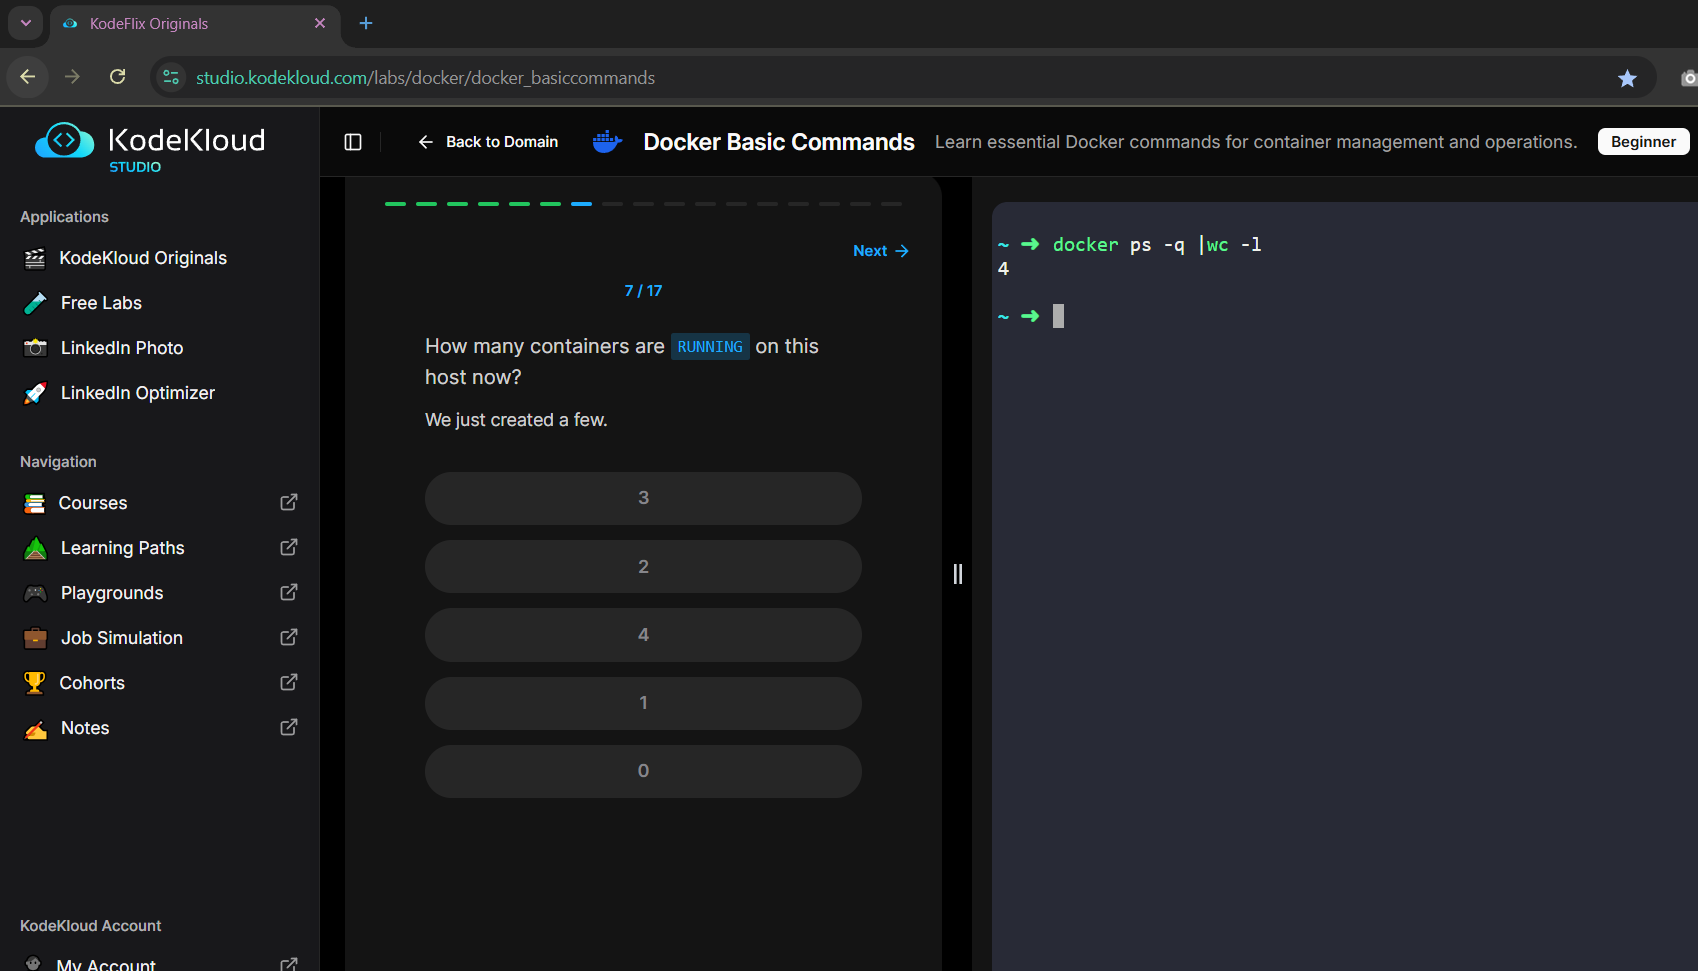 KodeFlix Originals
studio.kodekloud.com/labs/docker/docker_basiccommands
KodeKloud
STUDIO
Applications
KodeKloud Originals
Free Labs
LinkedIn Photo
LinkedIn Optimizer
Navigation
Courses
Learning Paths
Playgrounds
Job Simulation
Cohorts
Notes
KodeKloud Account
My Account
Back to Domain
Docker Basic Commands
Learn essential Docker commands for container management and operations.
Beginner
Next →
7 / 17
How many containers are RUNNING on this
host now?
We just created a few.
3
2
4
1
0
~ ➜ docker ps -q |wc -l
4
~ ➜